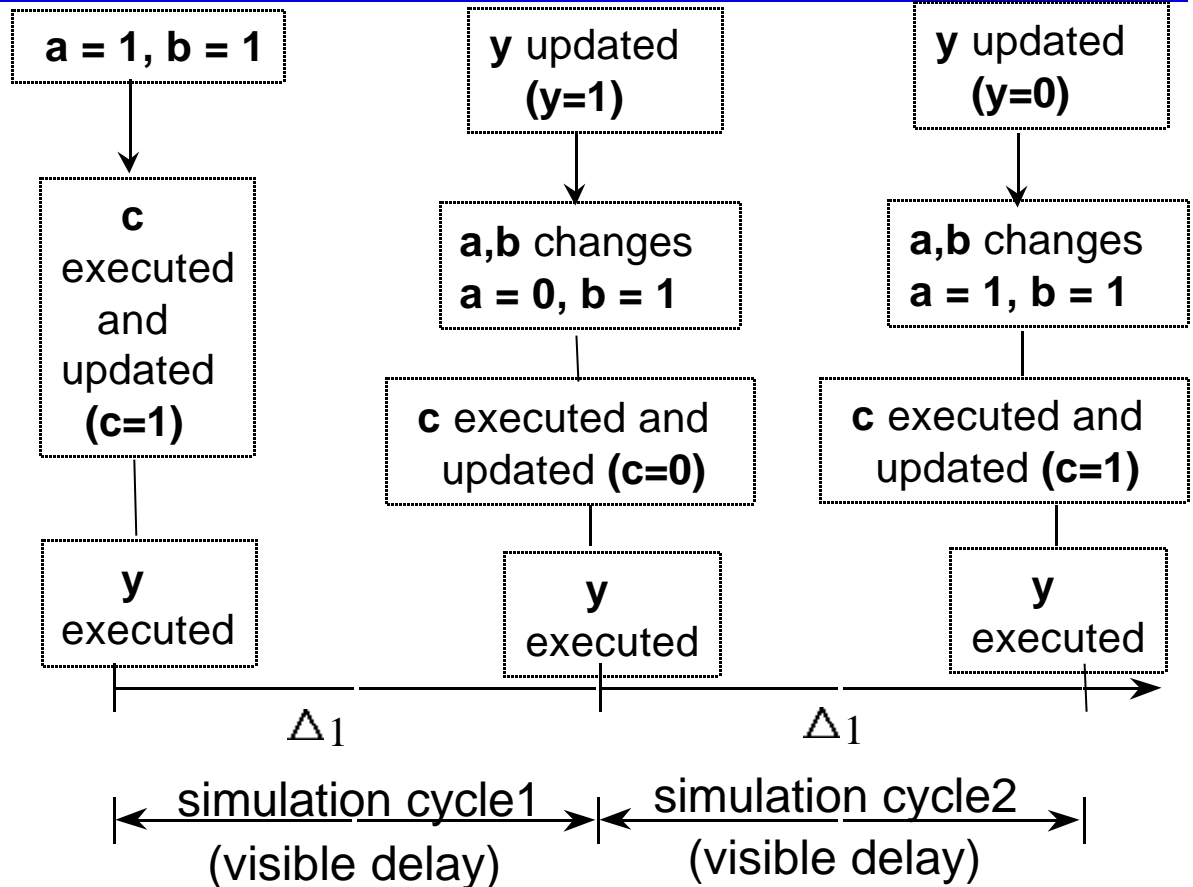 a = 1, b = 1
c
executed
and
updated
(c=1)
y
executed
y updated
(y=1)
a,b changes
a = 0, b = 1
c executed and
updated (c=0)
y
executed
y updated
(y=0)
a,b changes
a = 1, b = 1
c executed and
updated (c=1)
y
executed
Δ1
Δ1
simulation cycle1
(visible delay)
simulation cycle2
(visible delay)